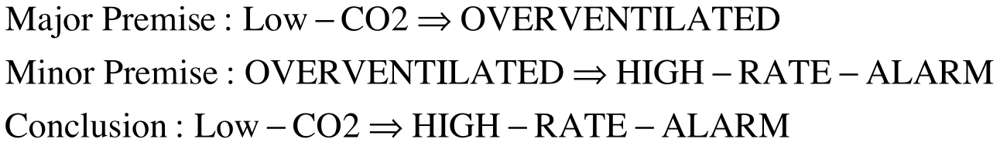 Major Premise : Low – CO2 ⇒ OVERVENTILATED
Minor Premise : OVERVENTILATED ⇒ HIGH – RATE – ALARM
Conclusion : Low – CO2 ⇒ HIGH – RATE – ALARM